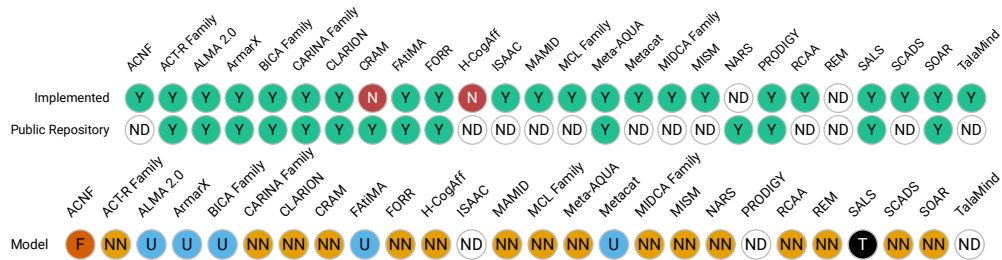 ACNF ACT-R Family ALMA 2.0 ArmarX BICA Family CARINA Family CLARION CRAM FAtiMA FORR H-CogAff ISAAC MAMID MCL Family Meta-AQUA Metacat MIDCA Family MISM NARS PRODIGY RCAA REM SALS SCADS SOAR TalaMind
Implemented Y Y Y Y Y Y Y N Y Y N Y Y Y Y Y Y Y ND Y Y ND Y Y Y Y
Public Repository ND Y Y Y Y Y Y Y Y Y ND ND ND ND Y ND ND ND Y Y ND ND Y ND Y ND
ACNF ACT-R Family ALMA 2.0 ArmarX BICA Family CARINA Family CLARION CRAM FAtiMA FORR H-CogAff ISAAC MAMID MCL Family Meta-AQUA Metacat MIDCA Family MISM NARS PRODIGY RCAA REM SALS SCADS SOAR TalaMind
Model F NN U U U NN NN NN U NN NN ND NN NN NN U NN NN NN ND NN NN T NN NN ND